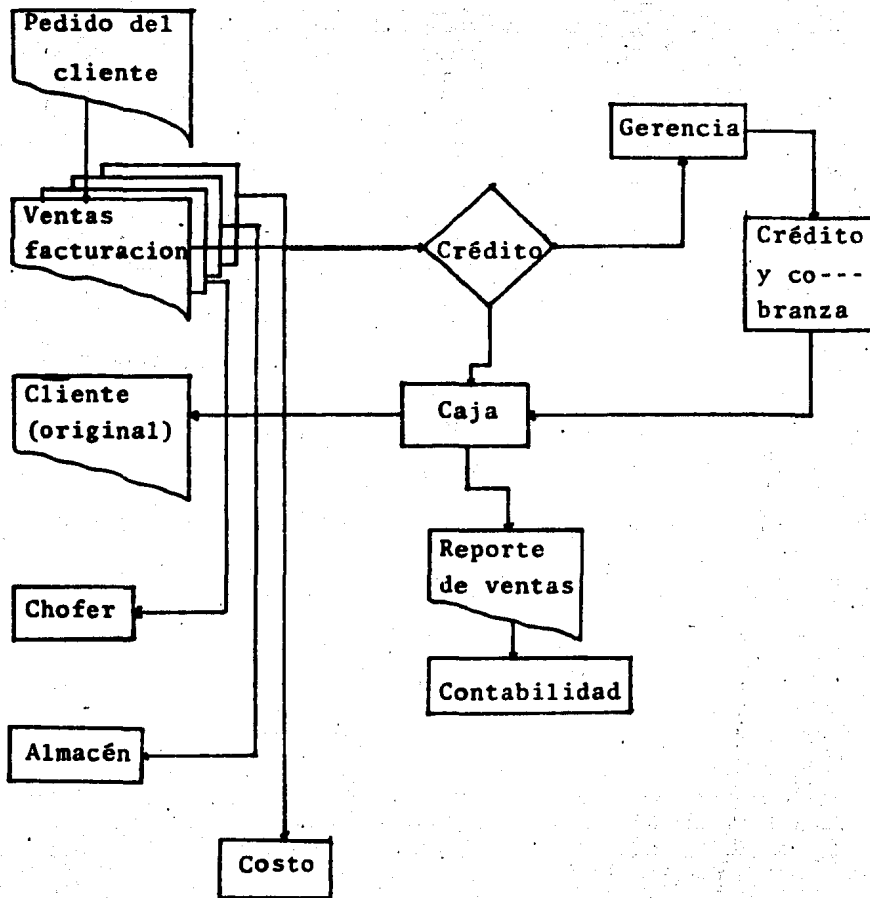 Pedido del
cliente
Ventas
facturacion
Crédito
Gerencia
Crédito
y co---
branza
Cliente
(original)
Caja
Reporte
de ventas
Chofer
Contabilidad
Almacén
Costo